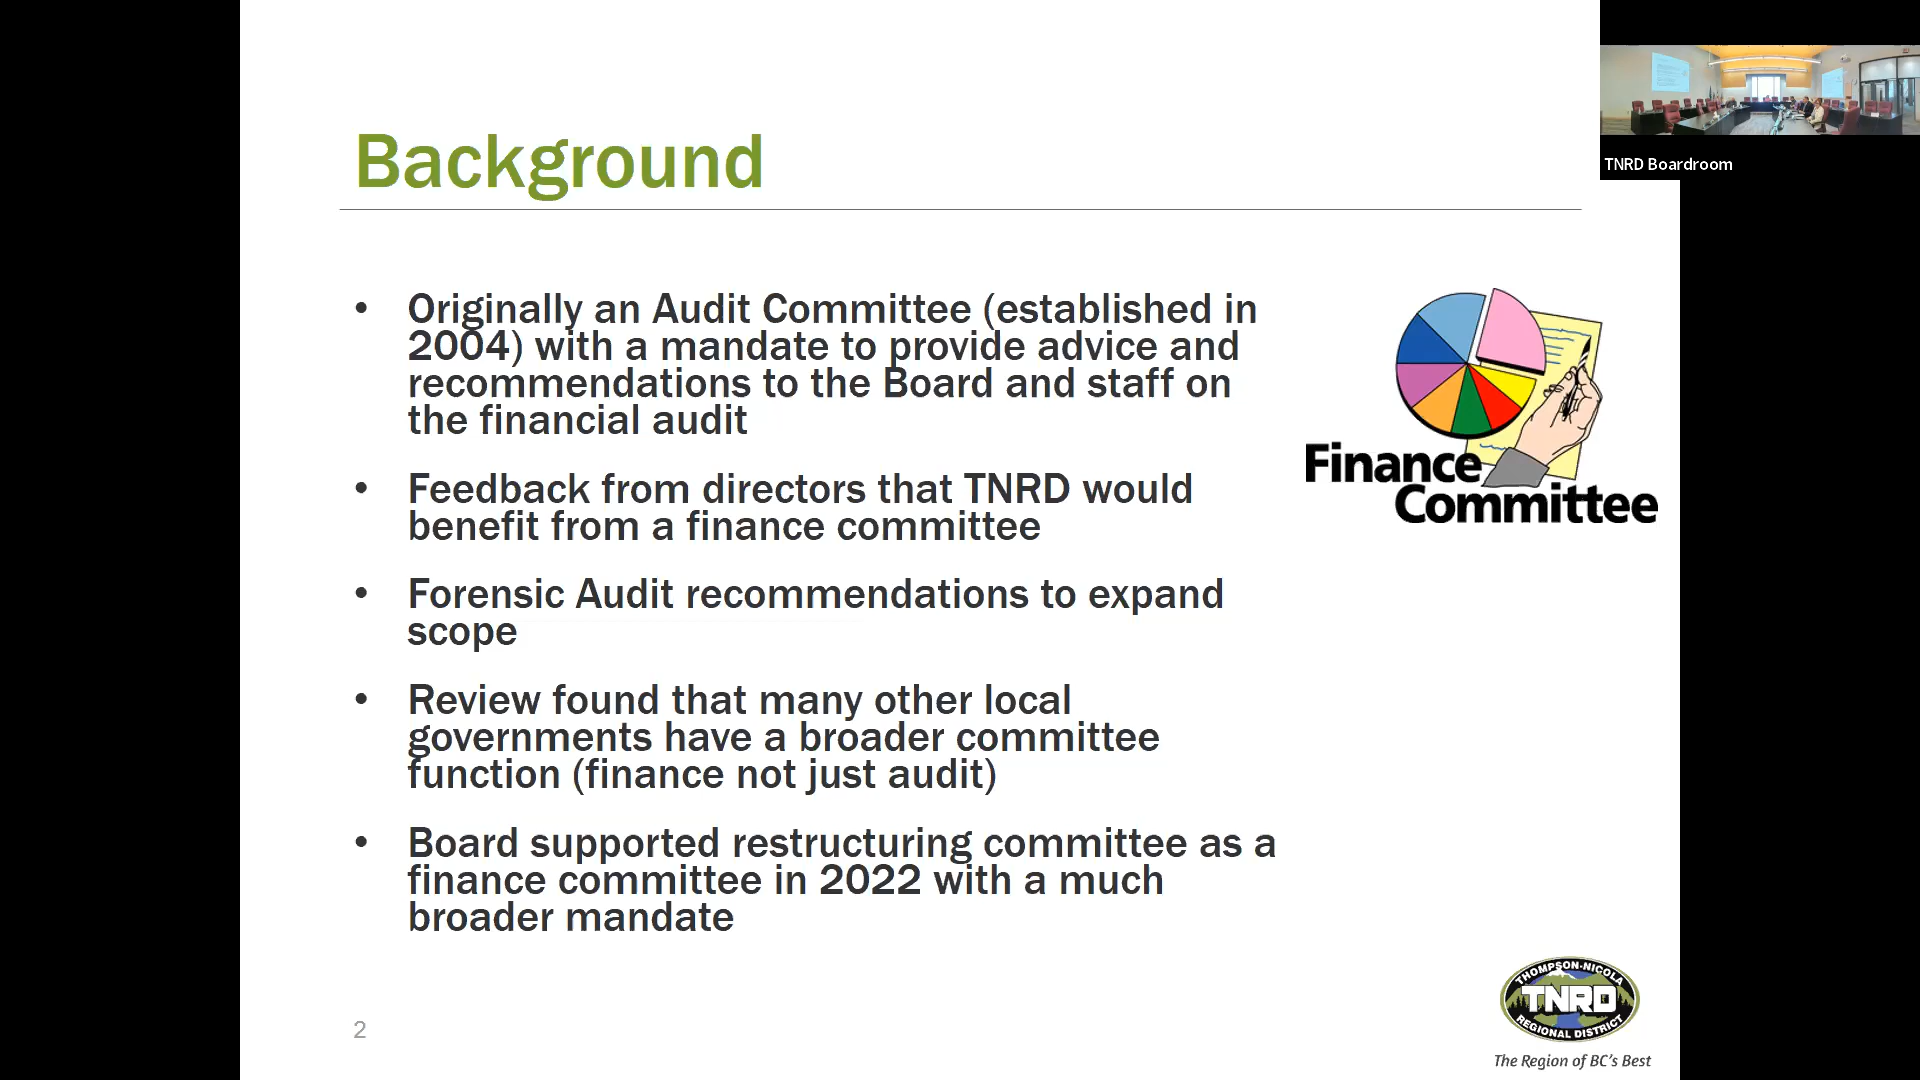 Background
• Originally an Audit Committee (established in
2004) with a mandate to provide advice and
recommendations to the Board and staff on
the financial audit
• Feedback from directors that TNRD would
benefit from a finance committee
• Forensic Audit recommendations to expand
scope
• Review found that many other local
governments have a broader committee
function (finance not just audit)
• Board supported restructuring committee as a
finance committee in 2022 with a much
broader mandate
Finance
Committee
TNRD Boardroom
THOMPSON-NICOLA
TNRD
REGIONAL DISTRICT
The Region of BC's Best
2